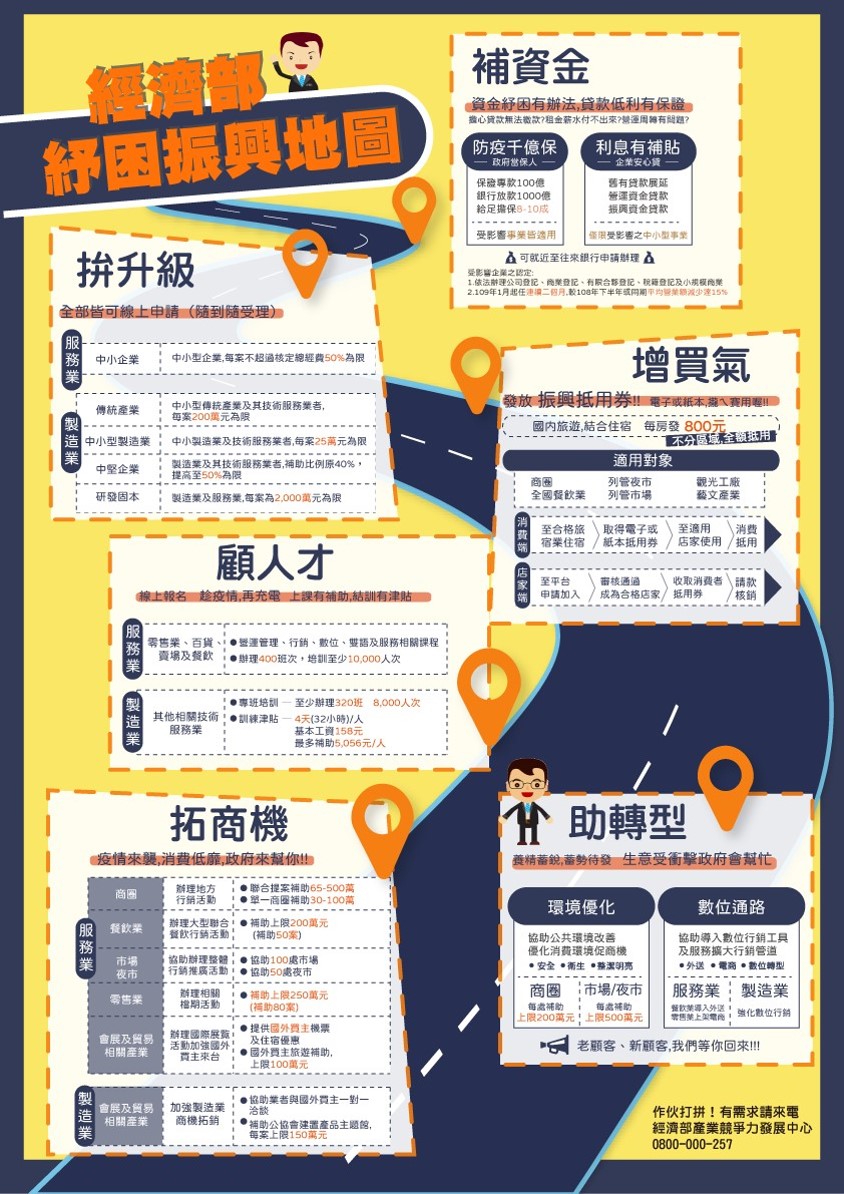 經濟部
紓困振興地圖
補資金
資金紓困有辦法,貸款低利有保證
擔心貸款無法繳款?租金薪水付不出來?營運周轉有問題?
防疫千億保
政府當保人
保證專款100億
銀行放款1000億
給足擔保8-10成
受影響事業皆適用
利息有補貼
企業安心貸
舊有貸款展延
營運資金貸款
振興資金貸款
僅限受影響之中小型事業
可就近至往來銀行申請辦理
受影響企業之認定:
1.依法辦理公司登記、商業登記、有限合夥登記、稅籍登記及小規模商業
2.109年1月起任連續二個月,較108年下半年或同期平均營業額減少達15%
拚升級
全部皆可線上申請（隨到隨受理）
服務業
中小企業
中小型企業,每案不超過核定總經費50%為限
製造業
傳統產業
中小型傳統產業及其技術服務業者,
每案200萬元為限
中小型製造業
中小製造業及技術服務業者,每案25萬元為限
中堅企業
製造業及其技術服務業者,補助比例原40%，
提高至50%為限
研發固本
製造業及服務業,每案為2,000萬元為限
增買氣
發放 振興抵用券!! 電子或紙本,攏ㄟ賽用喔!!
國內旅遊,結合住宿 每房發 800元
不分區域,全額抵用
適用對象
商圈 列管夜市 觀光工廠
全國餐飲業 列管市場 藝文產業
消費端
至合格旅
宿業住宿
取得電子或
紙本抵用券
至適用
店家使用
消費
抵用
店家端
至平台
申請加入
審核通過
成為合格店家
收取消費者
抵用券
請款
核銷
顧人才
線上報名 趁疫情,再充電 上課有補助,結訓有津貼
服務業
零售業、百貨、
賣場及餐飲
●營運管理、行銷、數位、雙語及服務相關課程
●辦理400班次，培訓至少10,000人次
製造業
其他相關技術
服務業
●專班培訓 — 至少辦理320班 8,000人次
●訓練津貼 — 4天(32小時)/人
基本工資158元
最多補助5,056元/人
拓商機
疫情來襲,消費低靡,政府來幫你!!
服務業
商圈
辦理地方
行銷活動
●聯合提案補助65-500萬
●單一商圈補助30-100萬
餐飲業
辦理大型聯合
餐飲行銷活動
●補助上限200萬元
(補助50案)
市場
夜市
協助辦理整體
行銷推廣活動
●協助100處市場
●協助50處夜市
零售業
辦理相關
檔期活動
●補助上限250萬元
(補助80案)
會展及貿易
相關產業
辦理國際展覽
活動加強國外
買主來台
●提供國外買主機票
及住宿優惠
●國外買主旅遊補助,
上限100萬元
製造業
會展及貿易
相關產業
加強製造業
商機拓銷
●協助業者與國外買主一對一
洽談
●補助公協會建置產品主題館,
每案上限150萬元
助轉型
養精蓄銳,蓄勢待發 生意受衝擊政府會幫忙
環境優化
協助公共環境改善
優化消費環境促商機
●安全 ●衛生 ●整潔明亮
商圈
每處補助
上限200萬元
市場/夜市
每處補助
上限500萬元
數位通路
協助導入數位行銷工具
及服務擴大行銷管道
●外送 ●電商 ●數位轉型
服務業
餐飲業導入外送
零售業上架電商
製造業
強化數位行銷
老顧客、新顧客,我們等你回來!!!
作伙打拚！有需求請來電
經濟部產業競爭力發展中心
0800-000-257